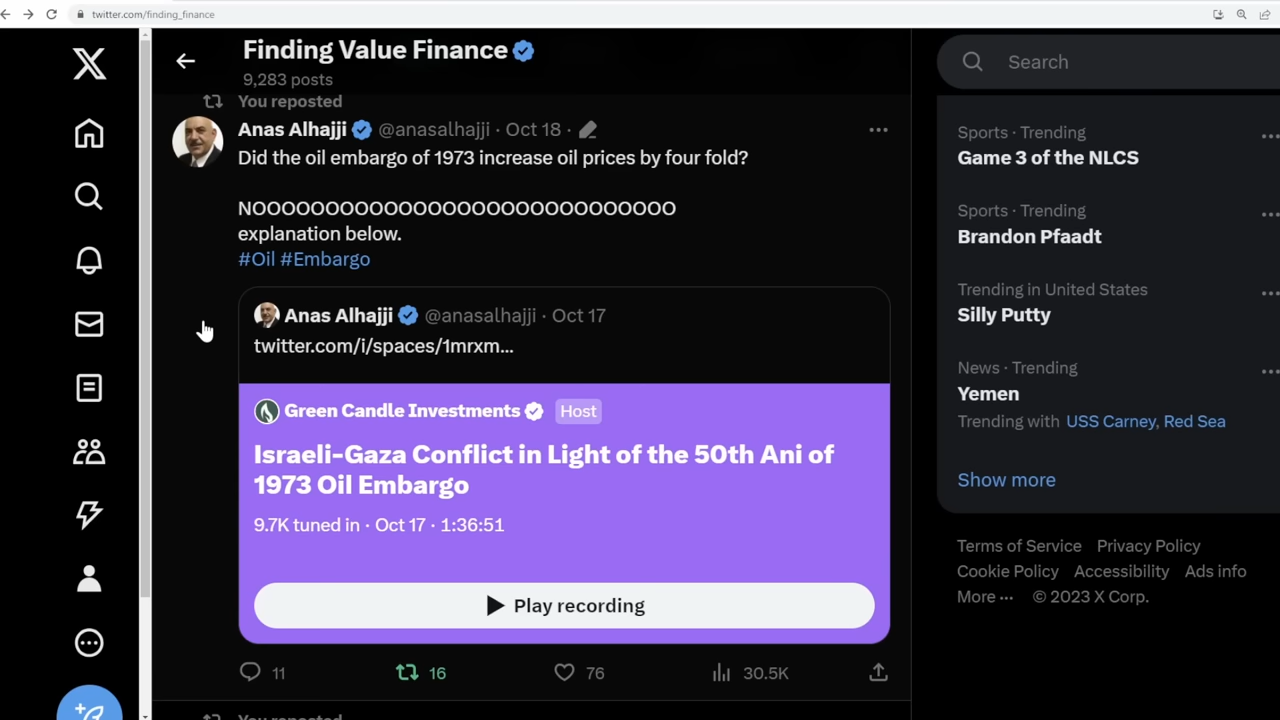 twitter.com/finding_finance
Finding Value Finance
9,283 posts
You reposted
Anas Alhajji @anasalhajji · Oct 18 ·
Did the oil embargo of 1973 increase oil prices by four fold?
NOOOOOOOOOOOOOOOOOOOOOOOOOOOOO
explanation below.
#Oil #Embargo
Anas Alhajji @anasalhajji · Oct 17
twitter.com/i/spaces/1mrxm...
Green Candle Investments Host
Israeli-Gaza Conflict in Light of the 50th Ani of
1973 Oil Embargo
9.7K tuned in · Oct 17 · 1:36:51
Play recording
11 16 76 30.5K
You reposted
Search
Sports · Trending
Game 3 of the NLCS
Sports · Trending
Brandon Pfaadt
Trending in United States
Silly Putty
News · Trending
Yemen
Trending with USS Carney, Red Sea
Show more
Terms of Service Privacy Policy
Cookie Policy Accessibility Ads info
More ··· © 2023 X Corp.